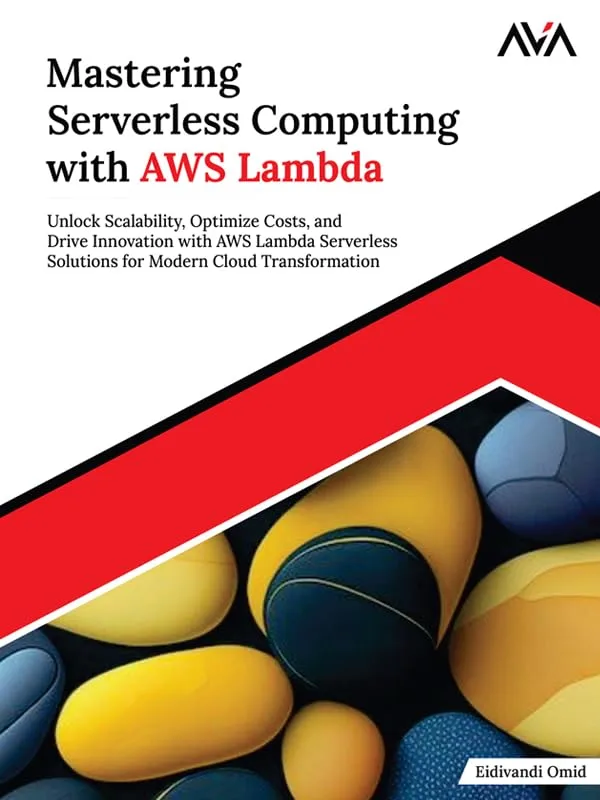 AVA
Mastering
Serverless Computing
with AWS Lambda
Unlock Scalability, Optimize Costs, and
Drive Innovation with AWS Lambda Serverless
Solutions for Modern Cloud Transformation
Eidivandi Omid